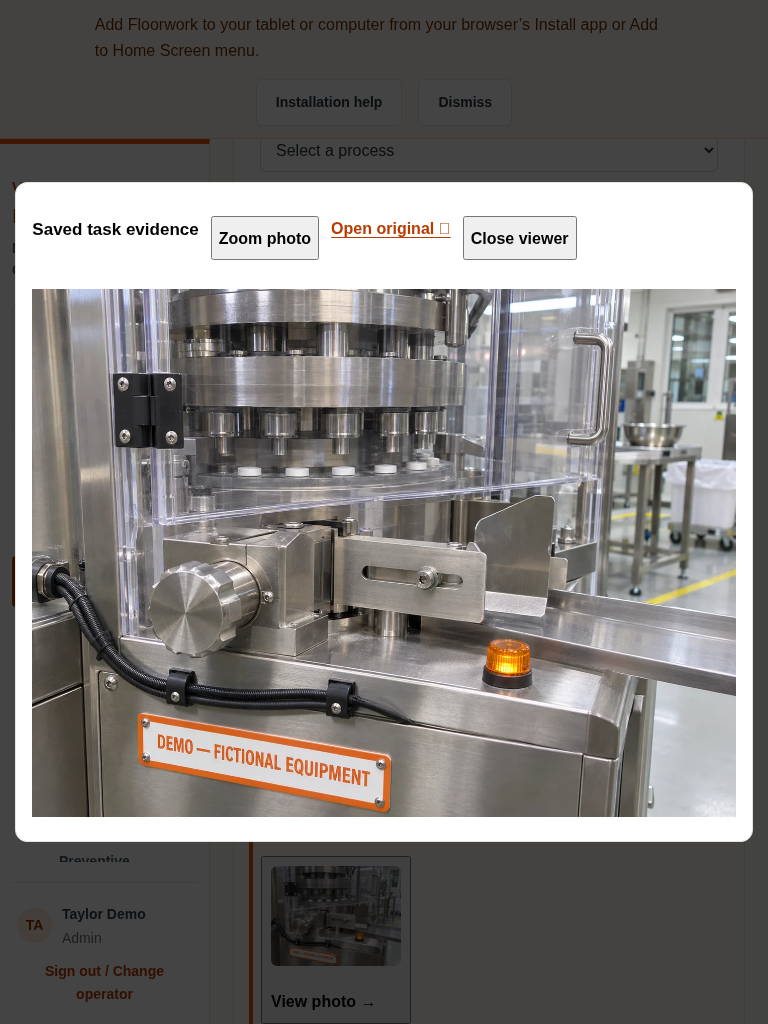 Add Floorwork to your tablet or computer from your browser’s Install app or Add
to Home Screen menu.
Installation help
Dismiss
Select a process
Saved task evidence
Zoom photo
Open original
Close viewer
DEMO — FICTIONAL EQUIPMENT
Preventive
TA
Taylor Demo
Admin
Sign out / Change
operator
View photo →